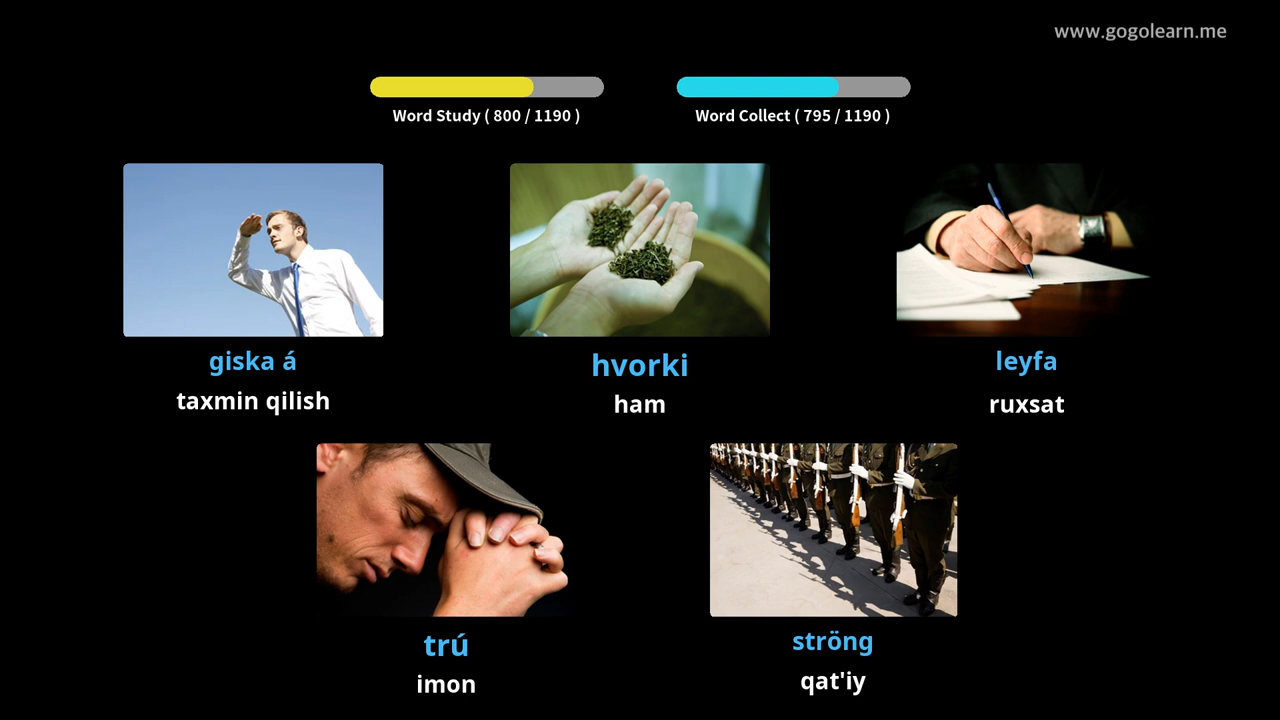 www.gogolearn.me
Word Study ( 800 / 1190 )
Word Collect ( 795 / 1190 )
giska á
taxmin qilish
hvorki
ham
leyfa
ruxsat
trú
imon
ströng
qat'iy